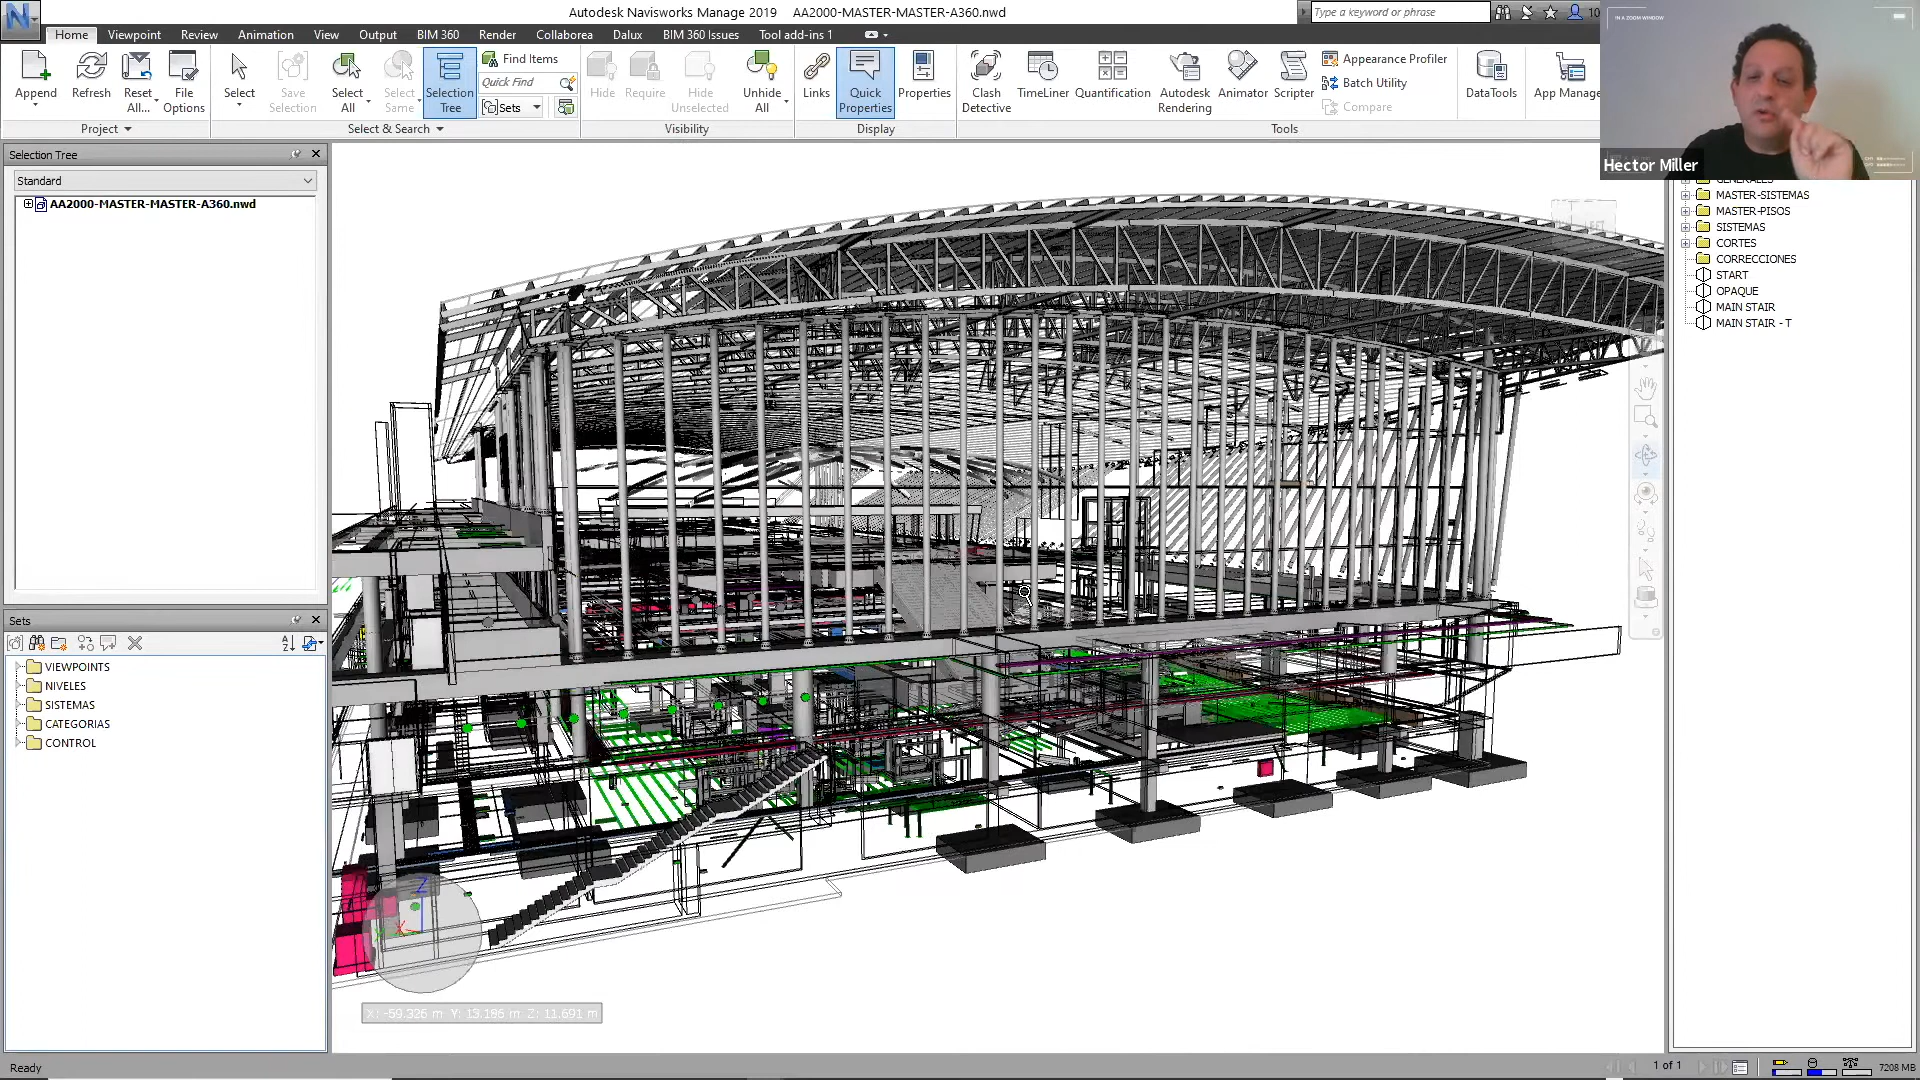 Autodesk Navisworks Manage 2019 AA2000-MASTER-MASTER-A360.nwd
Type a keyword or phrase
10
Home Viewpoint Review Animation View Output BIM 360 Render Collaborea Dalux BIM 360 Issues Tool add-ins 1
Append
Refresh
Reset All...
File Options
Project
Select
Save Selection
Select All
Select Same
Selection Tree
Find Items
Quick Find
Sets
Select & Search
Hide
Require
Hide Unselected
Unhide All
Visibility
Links
Quick Properties
Properties
Display
Clash Detective
TimeLiner
Quantification
Autodesk Rendering
Animator
Scripter
Appearance Profiler
Batch Utility
Compare
Tools
DataTools
App Manage
IN A ZOOM WINDOW
Hector Miller
Selection Tree
Standard
AA2000-MASTER-MASTER-A360.nwd
Sets
VIEWPOINTS
NIVELES
SISTEMAS
CATEGORIAS
CONTROL
GENERALES
MASTER-SISTEMAS
MASTER-PISOS
SISTEMAS
CORTES
CORRECCIONES
START
OPAQUE
MAIN STAIR
MAIN STAIR - T
Z
X
Y
X: -59.326 m Y: 13.186 m Z: 11.691 m
Ready
1 of 1
7208 MB